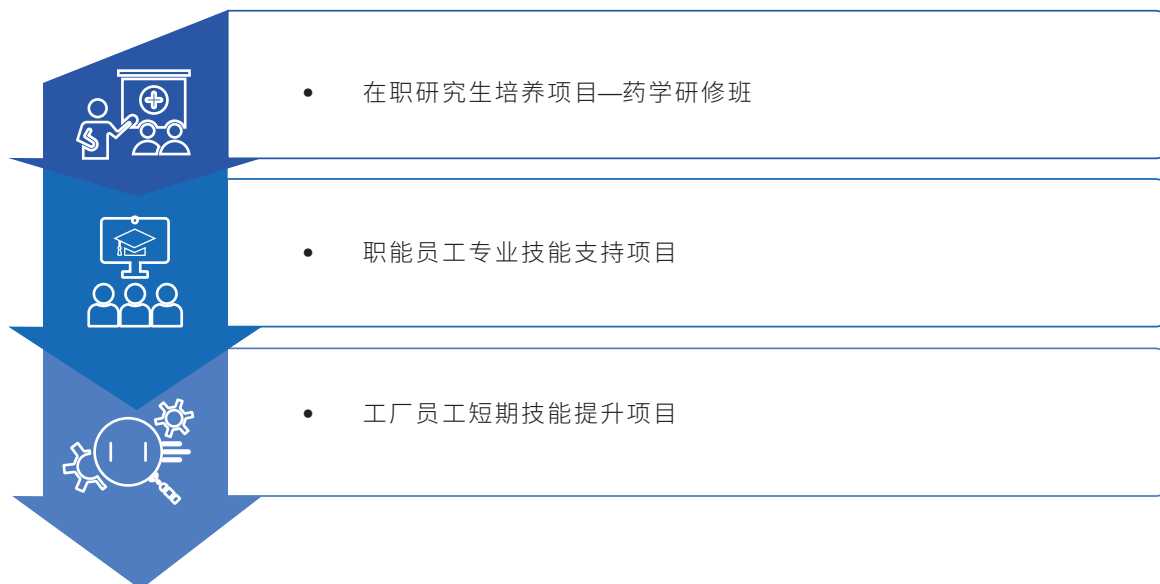 • 在职研究生培养项目—药学研修班
• 职能员工专业技能支持项目
• 工厂员工短期技能提升项目